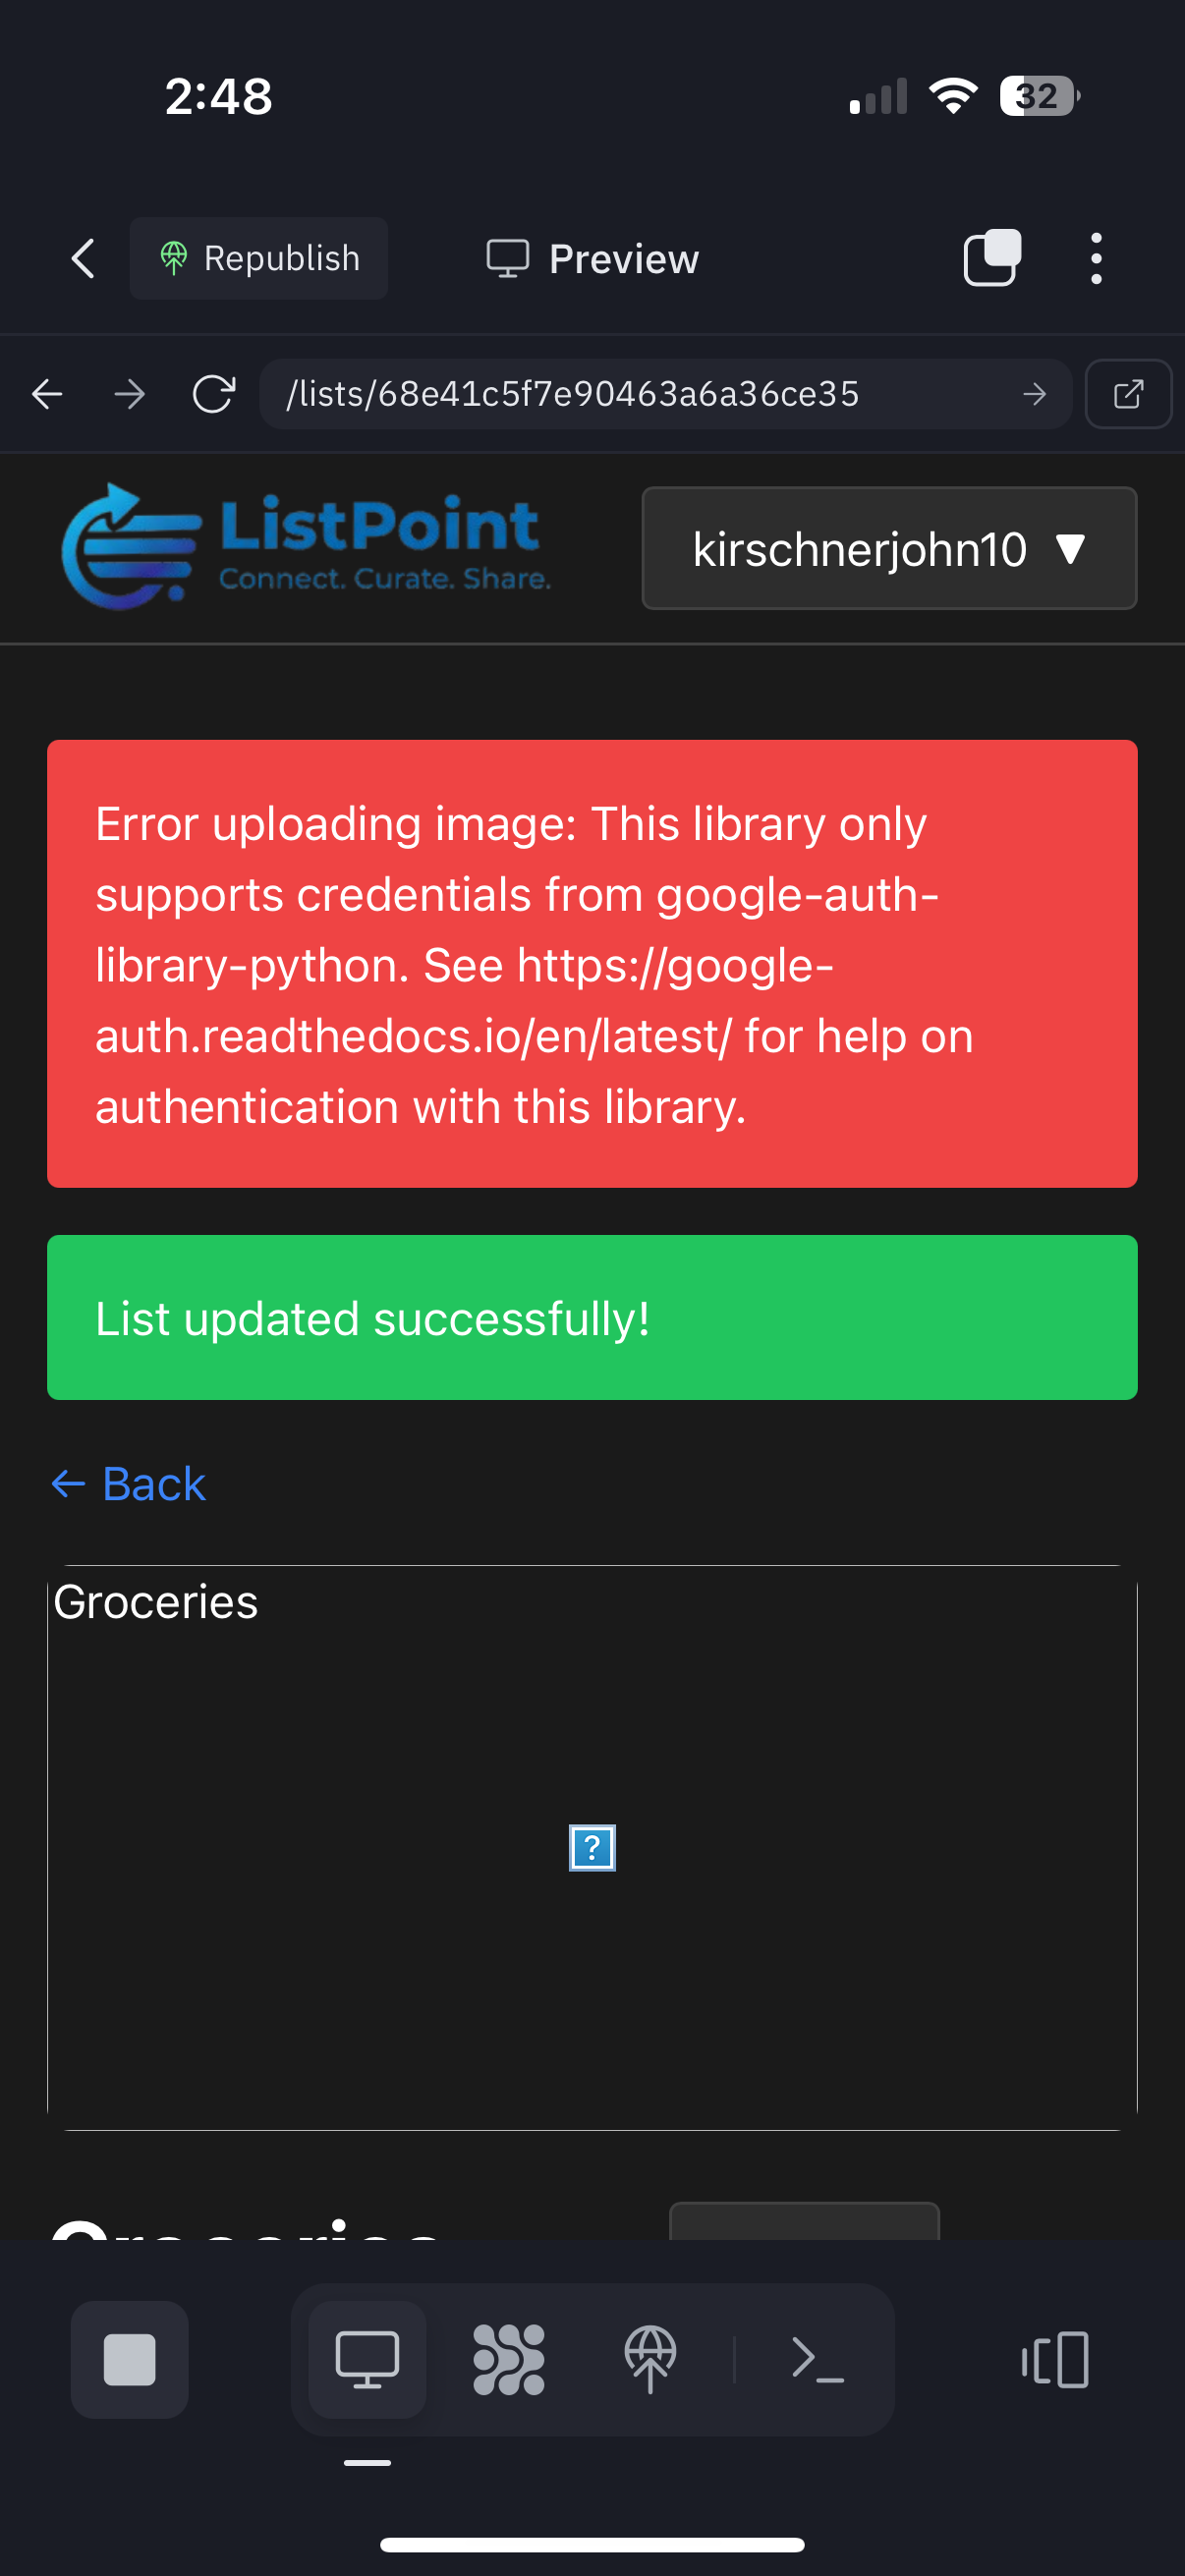 2:48
32
Republish
Preview
/lists/68e41c5f7e90463a6a36ce35
ListPoint
Connect. Curate. Share.
kirschnerjohn10 ▼
Error uploading image: This library only
supports credentials from google-auth-
library-python. See https://google-
auth.readthedocs.io/en/latest/ for help on
authentication with this library.
List updated successfully!
← Back
Groceries
?
Groceries